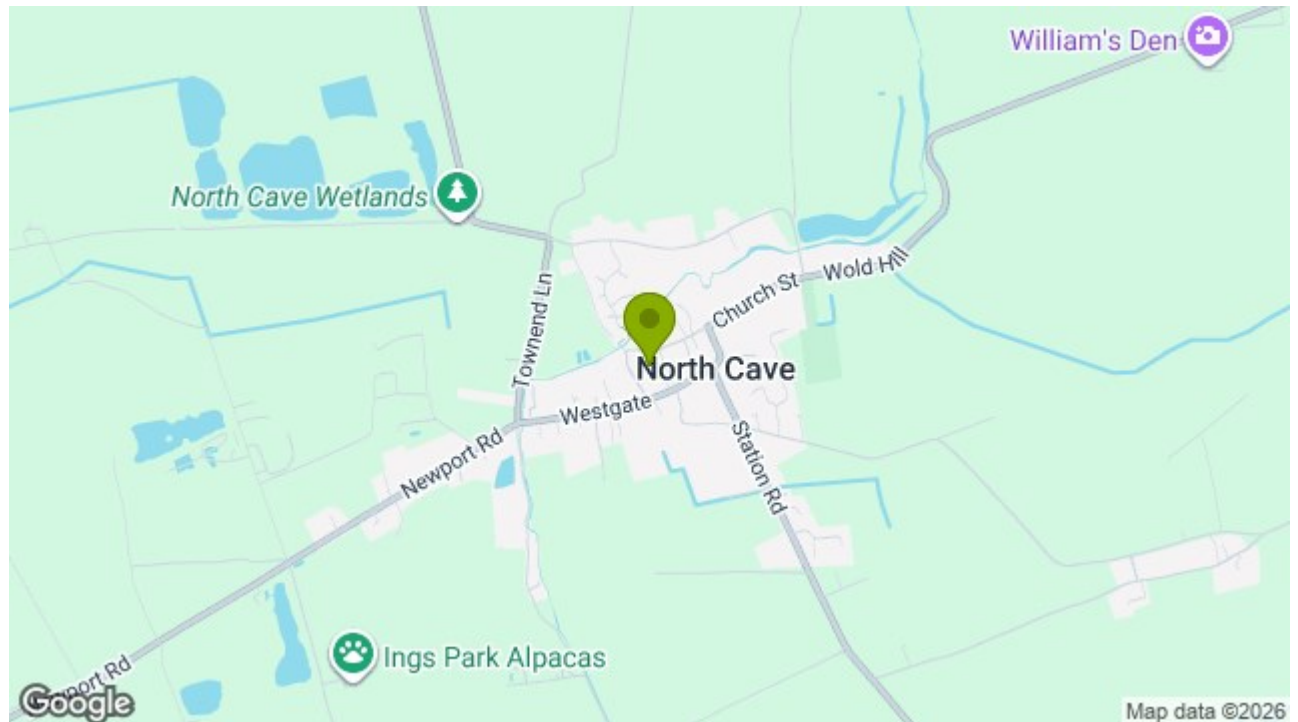 William's Den
North Cave Wetlands
Wold Hill
Church St
Townend Ln
North Cave
Westgate
Station Rd
Newport Rd
Ings Park Alpacas
Newport Rd
Google
Map data ©2026